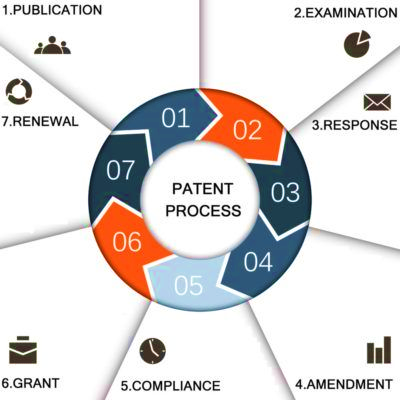 1.PUBLICATION
2.EXAMINATION
3.RESPONSE
7.RENEWAL
01
02
03
04
05
06
07
PATENT
PROCESS
6.GRANT
5.COMPLIANCE
4.AMENDMENT